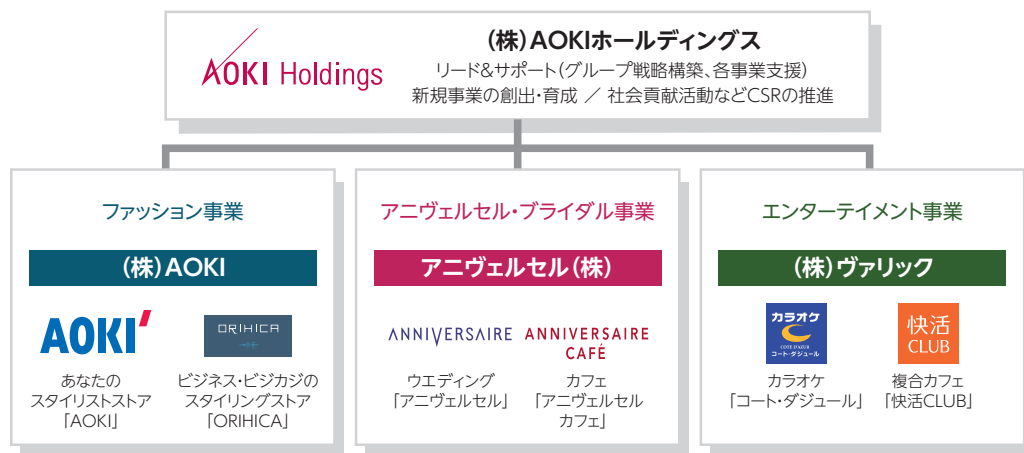 AOKI Holdings
(株)AOKIホールディングス
リード&サポート(グループ戦略構築、各事業支援)
新規事業の創出・育成 ／ 社会貢献活動などCSRの推進
ファッション事業
(株)AOKI
AOKI
ORIHICA
あなたの
スタイリストストア
「AOKI」
ビジネス・ビジカジの
スタイリングストア
「ORIHICA」
アニヴェルセル・ブライダル事業
アニヴェルセル(株)
ANNIVERSAIRE
ANNIVERSAIRE
CAFÉ
ウエディング
「アニヴェルセル」
カフェ
「アニヴェルセル
カフェ」
エンターテイメント事業
(株)ヴァリック
カラオケ
COTE D'AZUR
コート・ダジュール
快活
CLUB
カラオケ
「コート・ダジュール」
複合カフェ
「快活CLUB」